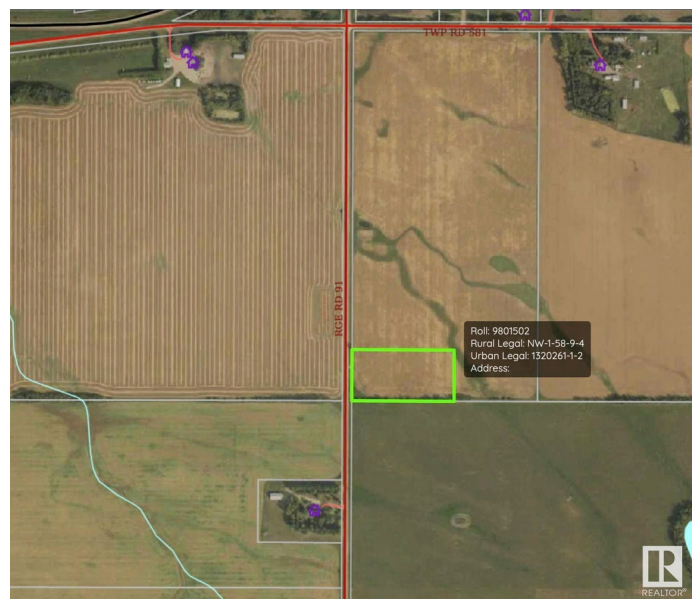 TWP RD 581
RGE RD 91
Roll: 9801502
Rural Legal: NW-1-58-9-4
Urban Legal: 1320261-1-2
Address:
R
REALTOR®